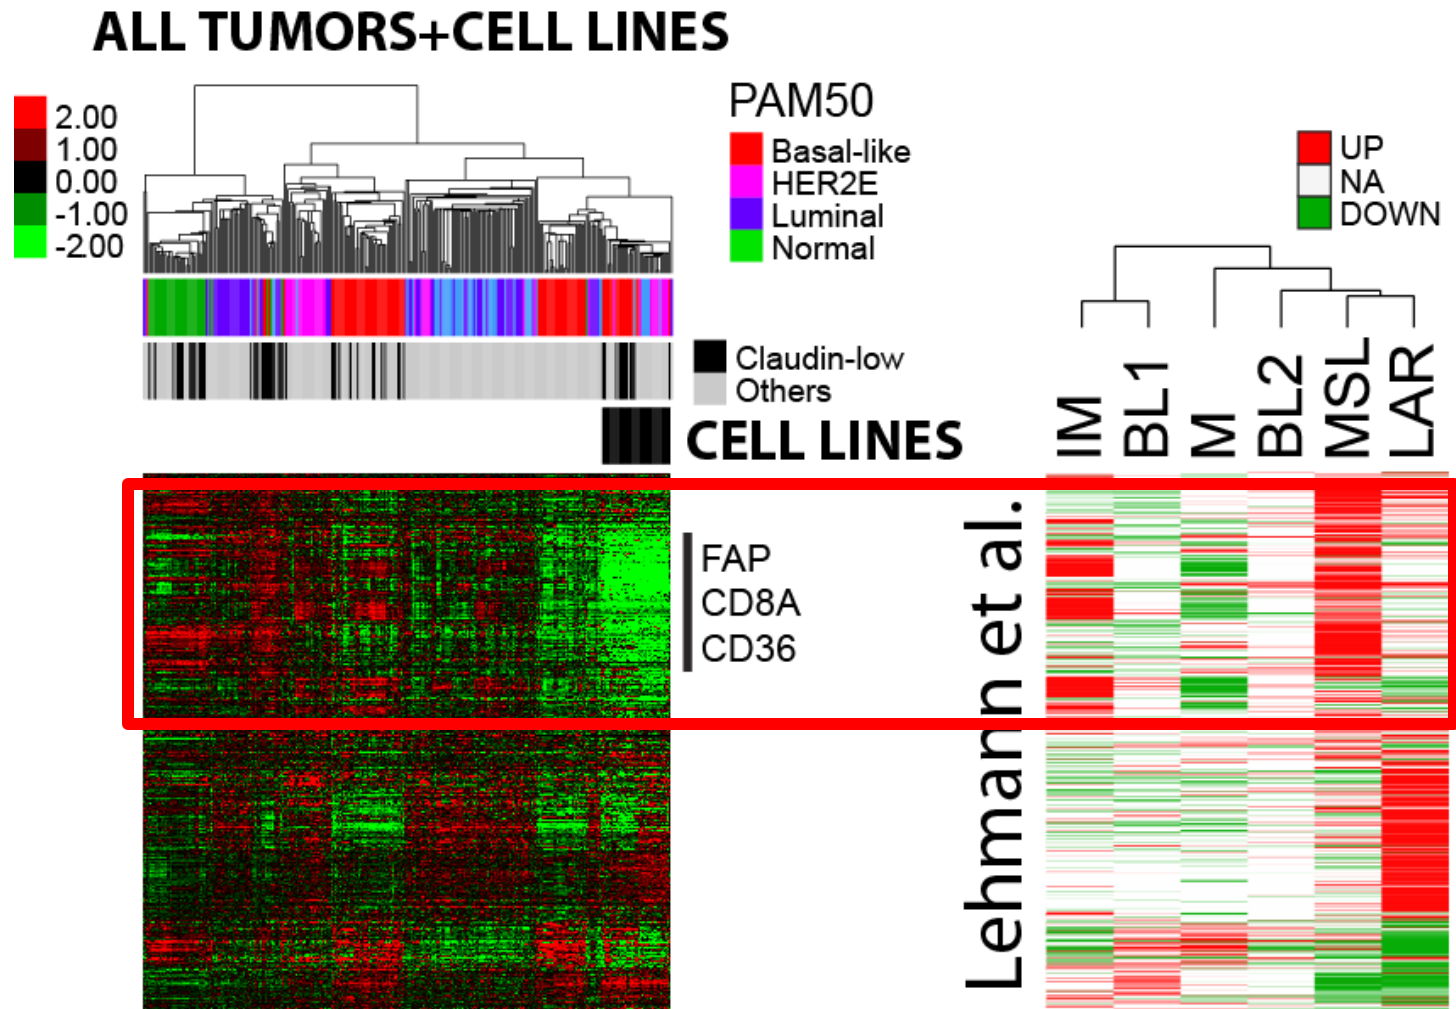 ALL TUMORS+CELL LINES
2.00
1.00
0.00
-1.00
-2.00
PAM50
Basal-like
HER2E
Luminal
Normal
UP
NA
DOWN
Claudin-low
Others
CELL LINES
IM
BL1
M
BL2
MSL
LAR
FAP
CD8A
CD36
Lehmann et al.